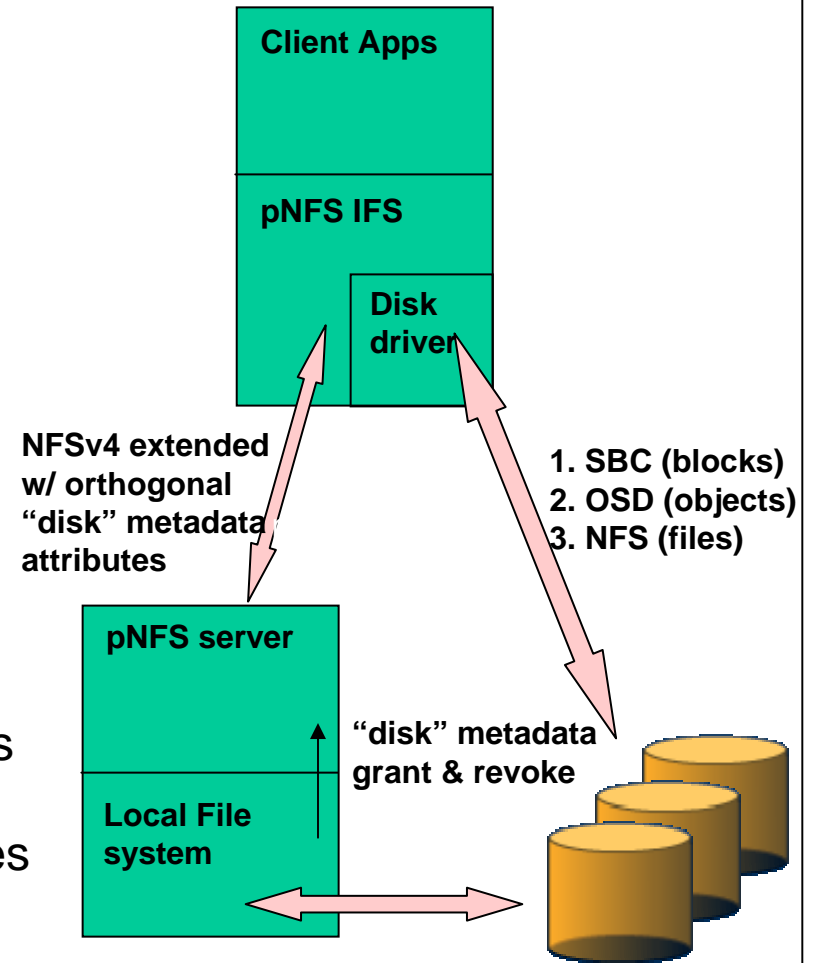 Client Apps
pNFS IFS
Disk
driver
NFSv4 extended
w/ orthogonal
“disk” metadata
attributes
1. SBC (blocks)
2. OSD (objects)
3. NFS (files)
pNFS server
“disk” metadata
grant & revoke
Local File
system